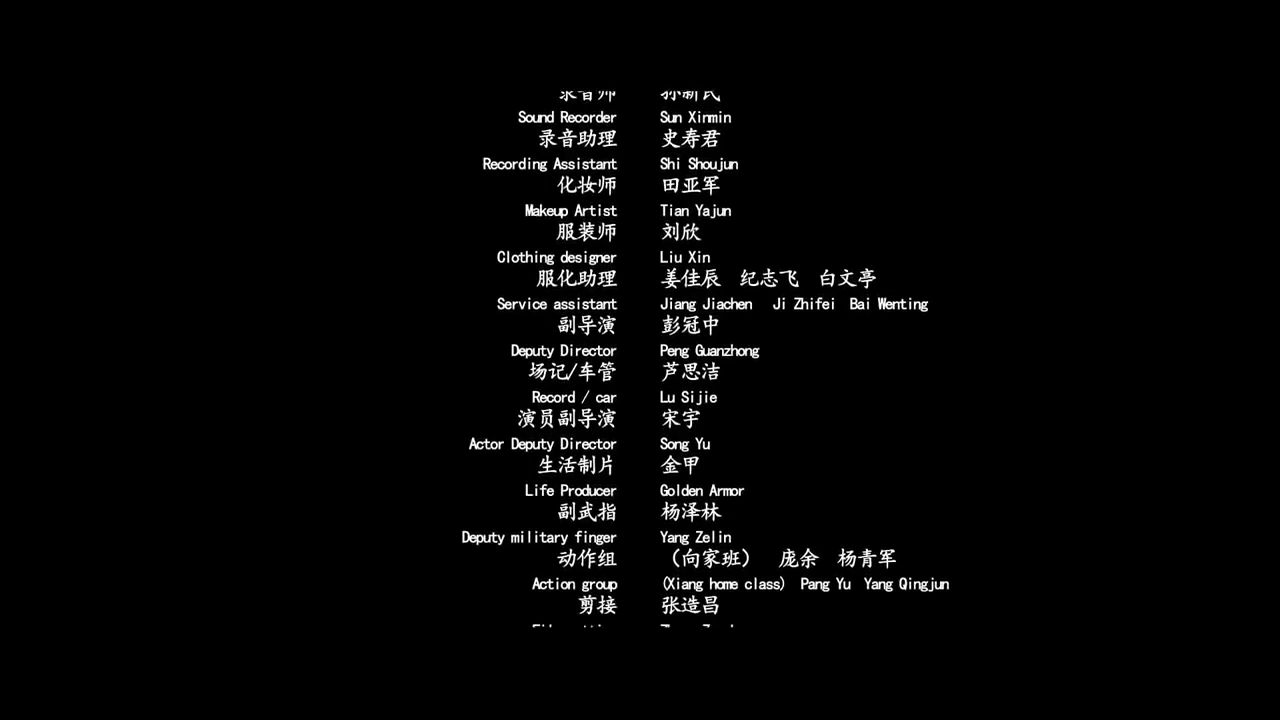 录音师 孙新民
Sound Recorder Sun Xinmin
录音助理 史寿君
Recording Assistant Shi Shoujun
化妆师 田亚军
Makeup Artist Tian Yajun
服装师 刘欣
Clothing designer Liu Xin
服化助理 姜佳辰 纪志飞 白文亭
Service assistant Jiang Jiachen Ji Zhifei Bai Wenting
副导演 彭冠中
Deputy Director Peng Guanzhong
场记/车管 芦思洁
Record / car Lu Sijie
演员副导演 宋宇
Actor Deputy Director Song Yu
生活制片 金甲
Life Producer Golden Armor
副武指 杨泽林
Deputy military finger Yang Zelin
动作组 （向家班） 庞余 杨青军
Action group (Xiang home class) Pang Yu Yang Qingjun
剪接 张造昌